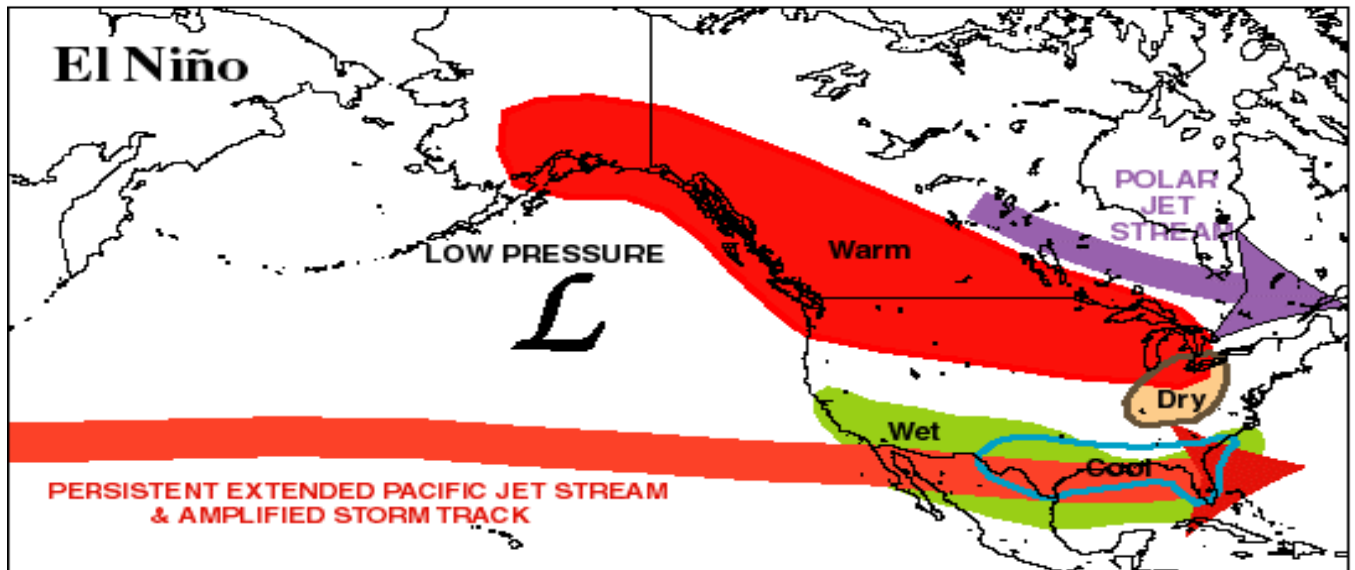 El Niño
POLAR
JET
STREAM
LOW PRESSURE
Warm
L
Dry
Wet
Cool
PERSISTENT EXTENDED PACIFIC JET STREAM
& AMPLIFIED STORM TRACK